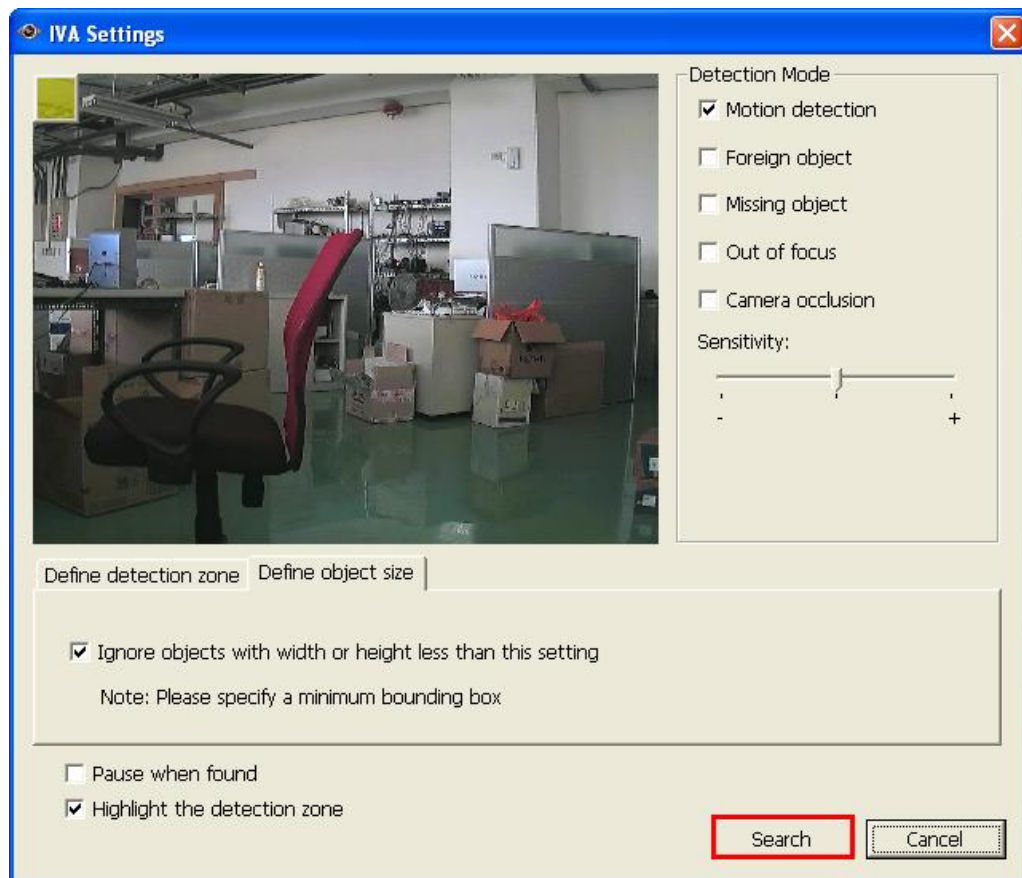 IVA Settings
Detection Mode
Motion detection
Foreign object
Missing object
Out of focus
Camera occlusion
Sensitivity:
- +
Define detection zone Define object size
Ignore objects with width or height less than this setting
Note: Please specify a minimum bounding box
Pause when found
Highlight the detection zone
Search Cancel